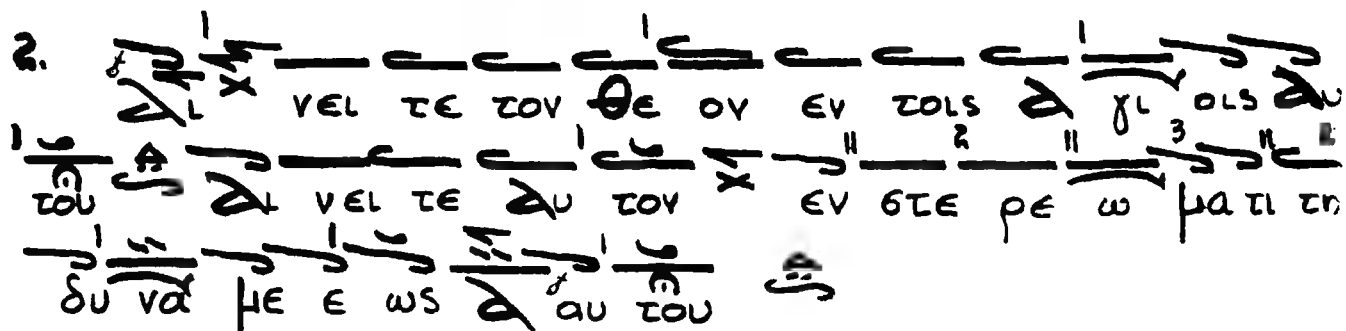 2. αι νει τε τον Θε ον εν τοις α γι οις αυ
του αι νει τε αυ τον εν στε ρε ω μα τι τη
δυ να με ε ως α αυ του